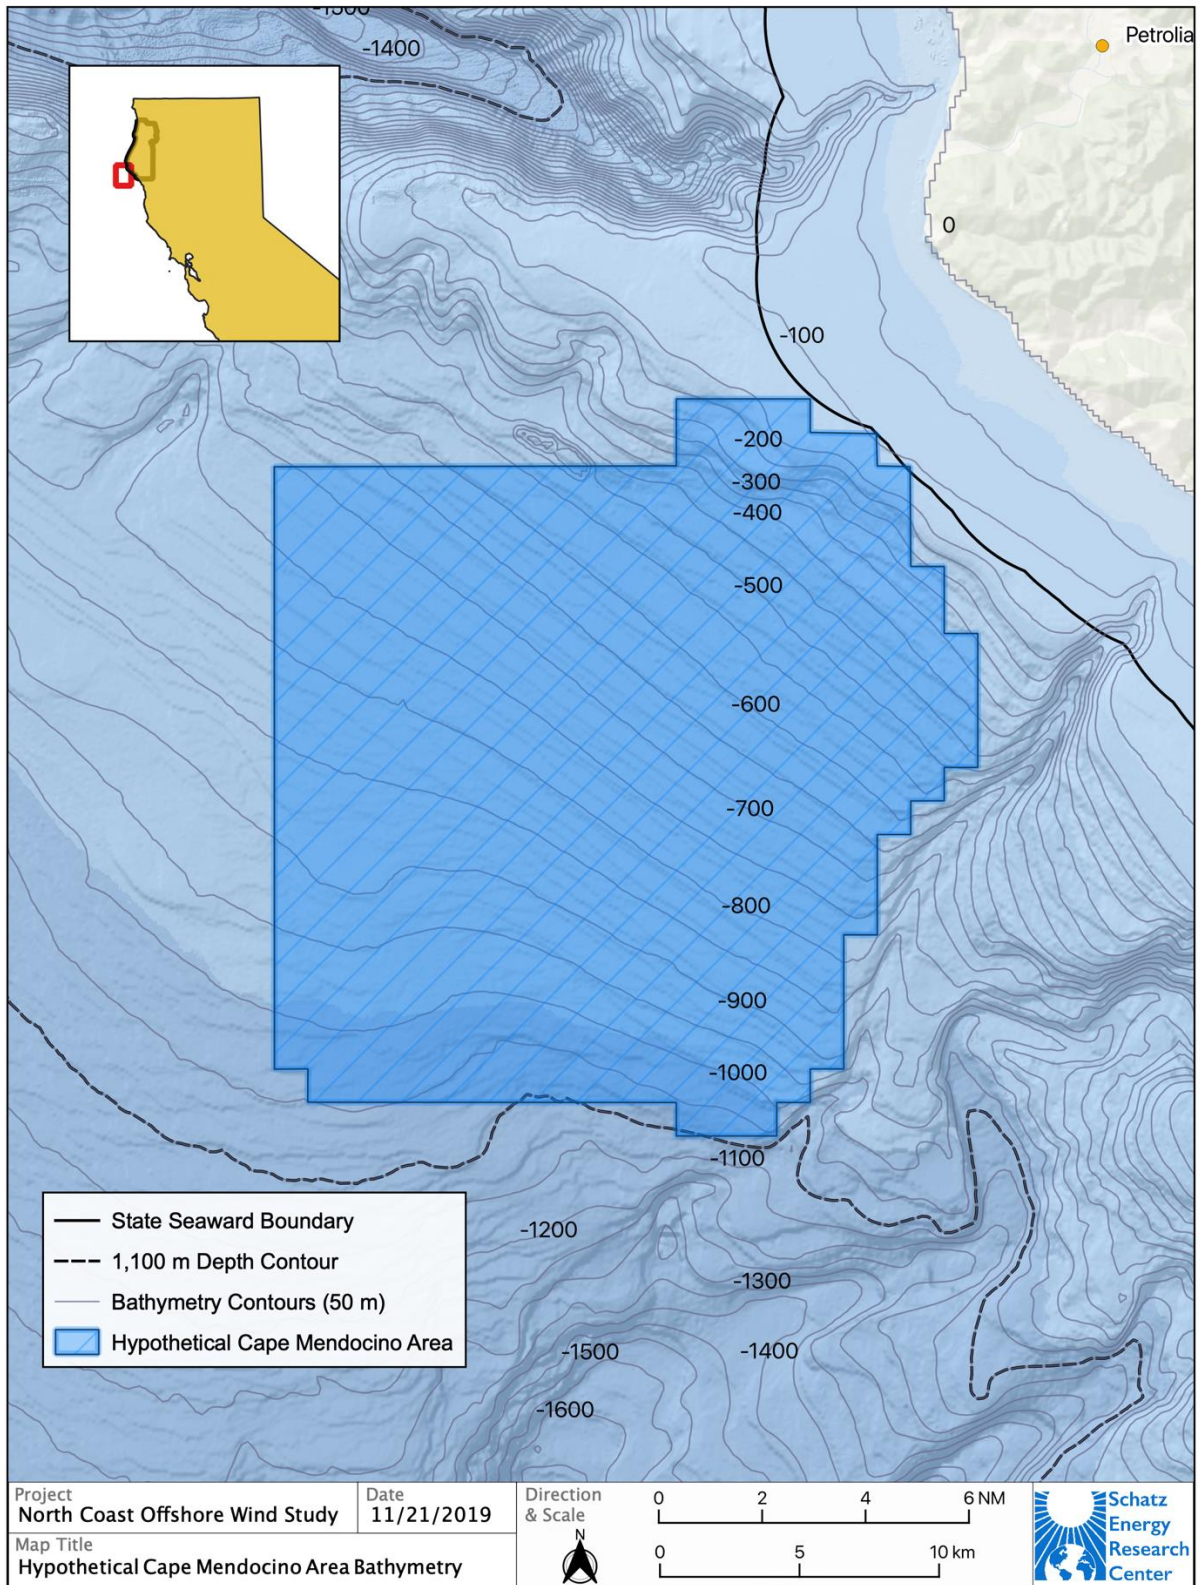 -1500
-1400
Petrolia
0
-100
-200
-300
-400
-500
-600
-700
-800
-900
-1000
-1100
-1200
-1300
-1400
-1500
-1600
State Seaward Boundary
1,100 m Depth Contour
Bathymetry Contours (50 m)
Hypothetical Cape Mendocino Area
Project
North Coast Offshore Wind Study
Date
11/21/2019
Map Title
Hypothetical Cape Mendocino Area Bathymetry
Direction
& Scale
N
0 2 4 6 NM
0 5 10 km
Schatz
Energy
Research
Center